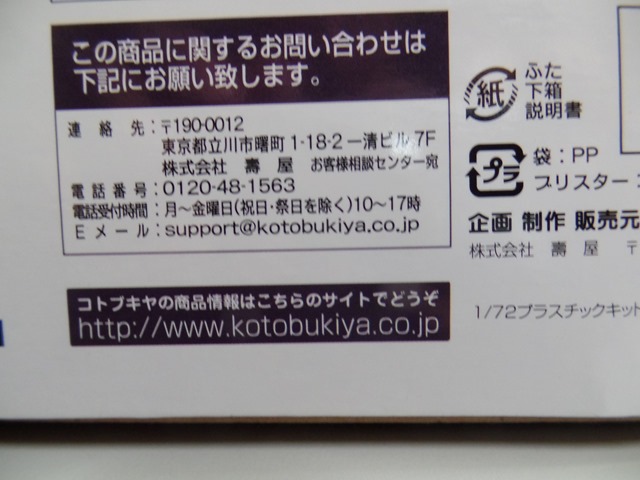 この商品に関するお問い合わせは
下記にお願い致します。
連絡先:〒190-0012
東京都立川市曙町1-18-2 一清ビル7F
株式会社 壽屋 お客様相談センター宛
電話番号:0120-48-1563
電話受付時間:月〜金曜日(祝日・祭日を除く)10〜17時
Eメール:support@kotobukiya.co.jp
コトブキヤの商品情報はこちらのサイトでどうぞ
http://www.kotobukiya.co.jp
紙
ふた
下箱
説明書
プラ
袋:PP
ブリスター:
企画 制作 販売元
株式会社 壽屋 〒
1/72プラスチックキット